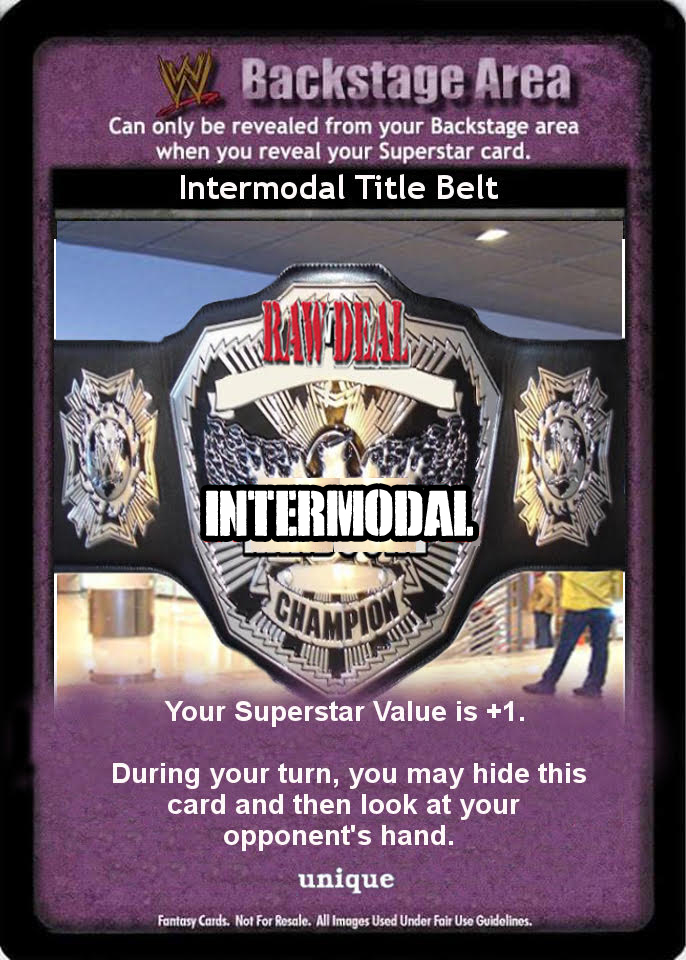 W Backstage Area
Can only be revealed from your Backstage area
when you reveal your Superstar card.
Intermodal Title Belt
RAW DEAL
INTERMODAL
CHAMPION
Your Superstar Value is +1.
During your turn, you may hide this
card and then look at your
opponent's hand.
unique
Fantasy Cards. Not For Resale. All Images Used Under Fair Use Guidelines.